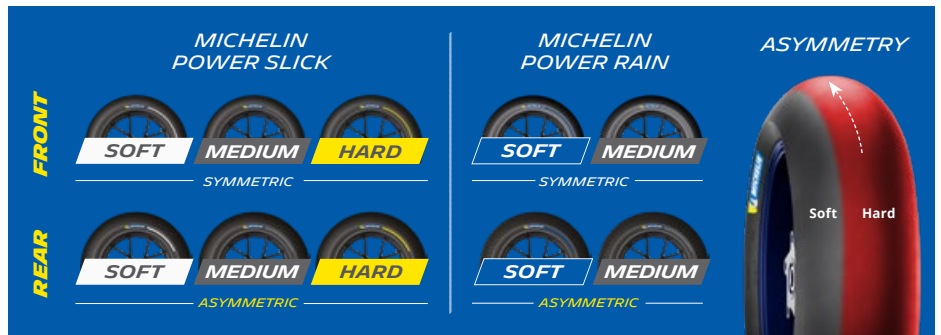 MICHELIN
POWER SLICK
MICHELIN
POWER RAIN
ASYMMETRY
FRONT
SOFT
MEDIUM
HARD
SYMMETRIC
SOFT
MEDIUM
SYMMETRIC
REAR
SOFT
MEDIUM
HARD
ASYMMETRIC
SOFT
MEDIUM
ASYMMETRIC
MICHELIN
Soft
Hard